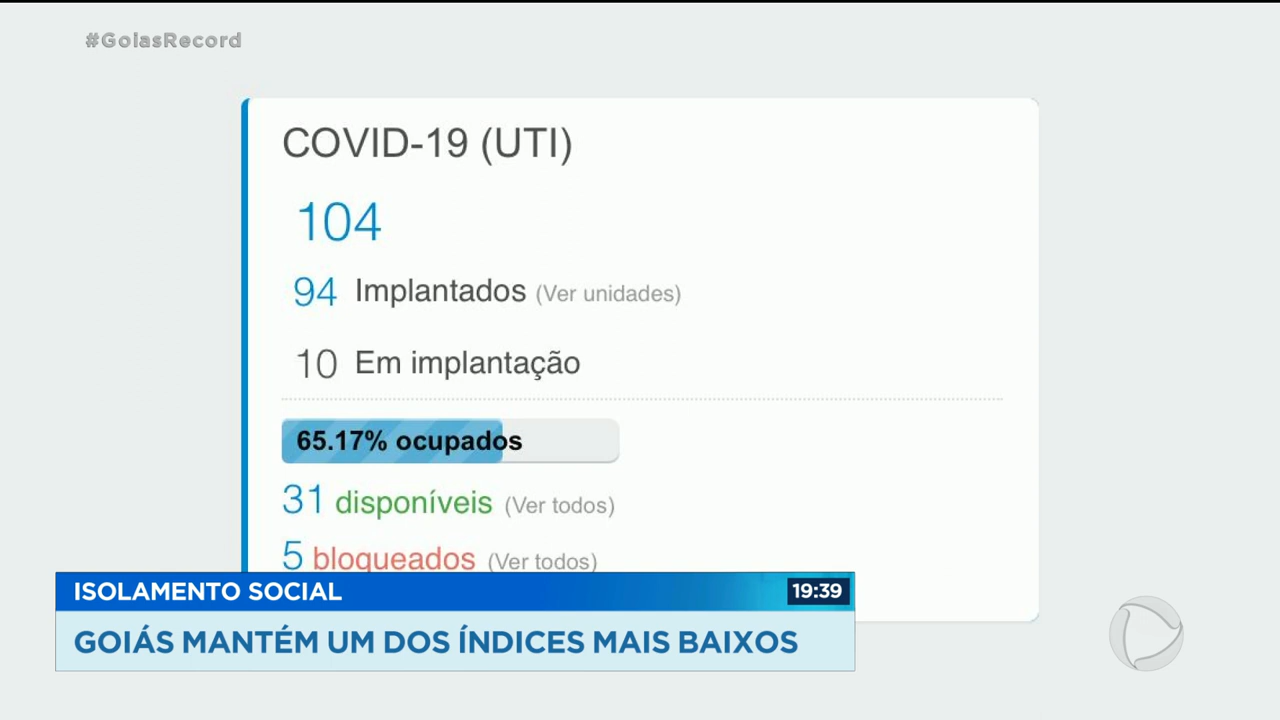 #GoiasRecord
COVID-19 (UTI)
104
94 Implantados (Ver unidades)
10 Em implantação
65.17% ocupados
31 disponíveis (Ver todos)
5 bloqueados (Ver todos)
ISOLAMENTO SOCIAL 19:39
GOIÁS MANTÉM UM DOS ÍNDICES MAIS BAIXOS